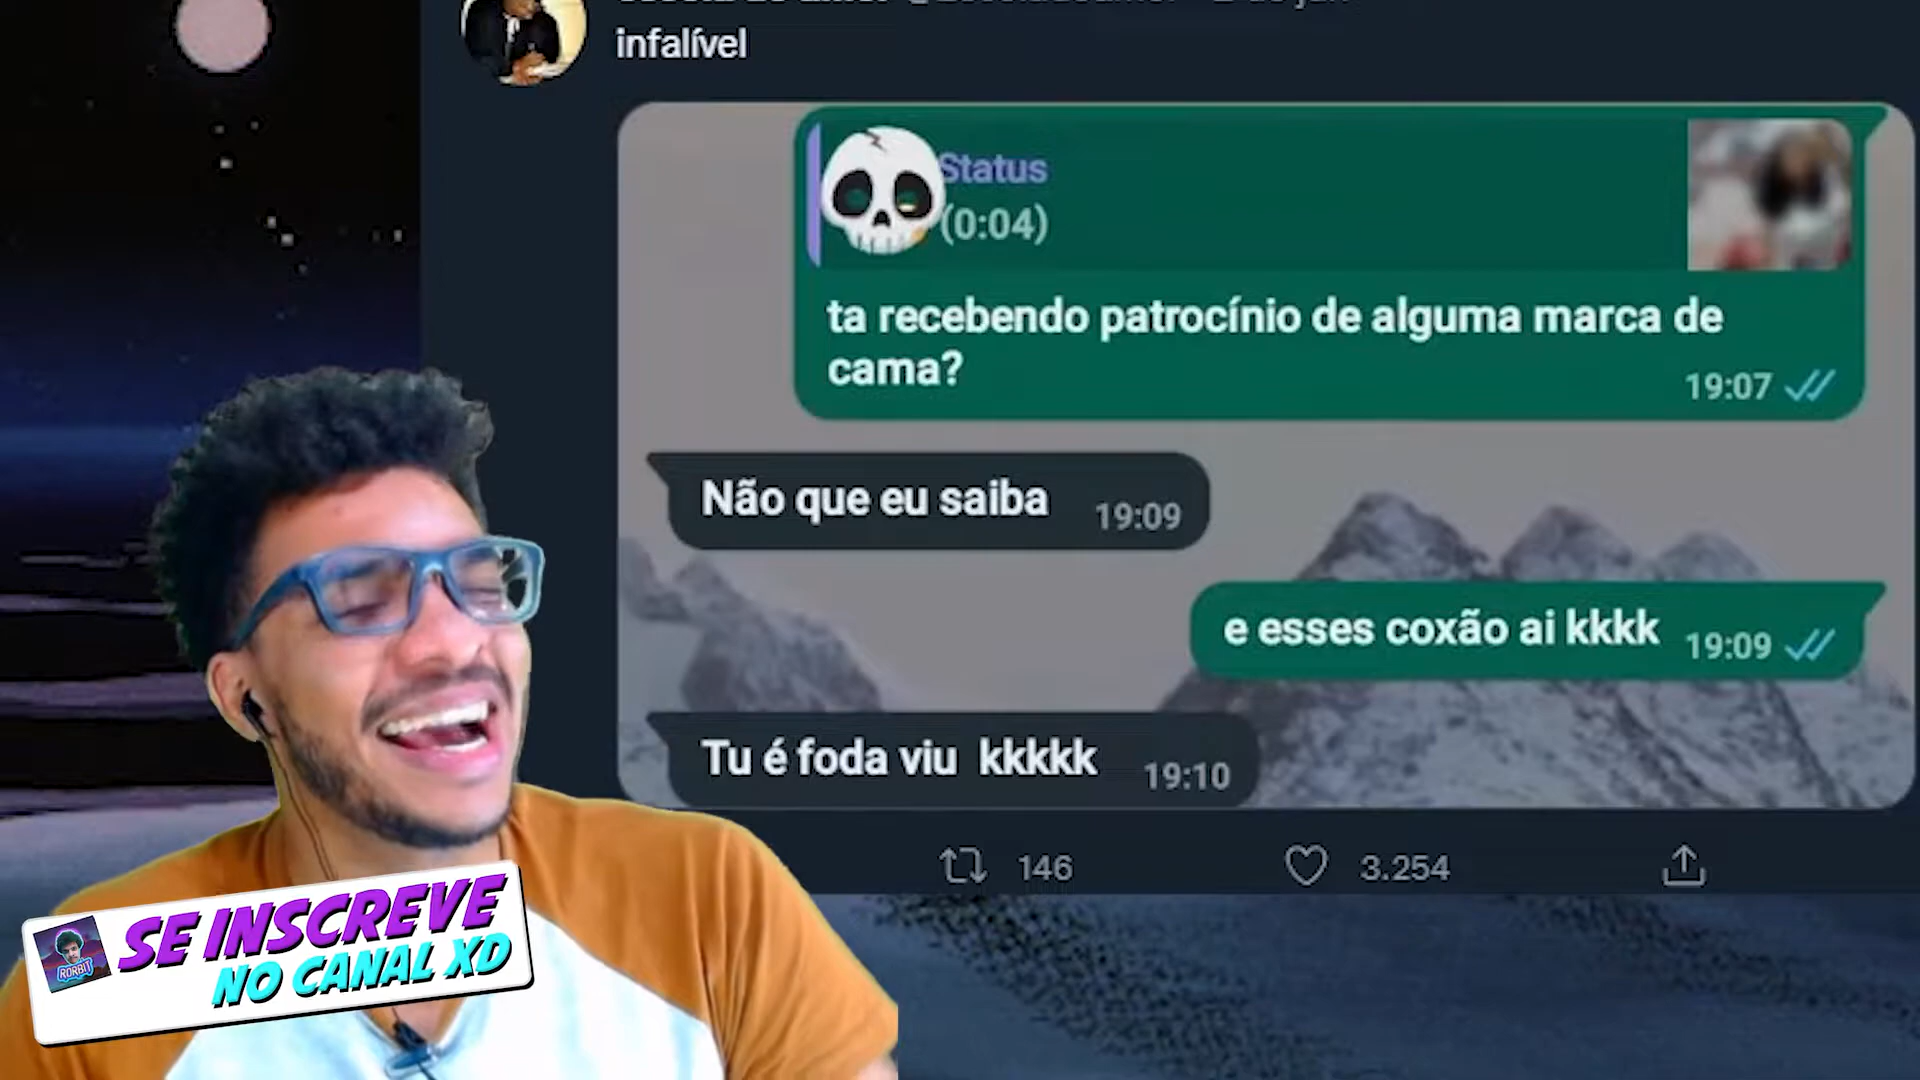 infalível
Status
(0:04)
ta recebendo patrocínio de alguma marca de
cama?
19:07
Não que eu saiba 19:09
e esses coxão ai kkkk 19:09
Tu é foda viu kkkkk 19:10
146 3.254
SE INSCREVE
NO CANAL XD
RORBIT